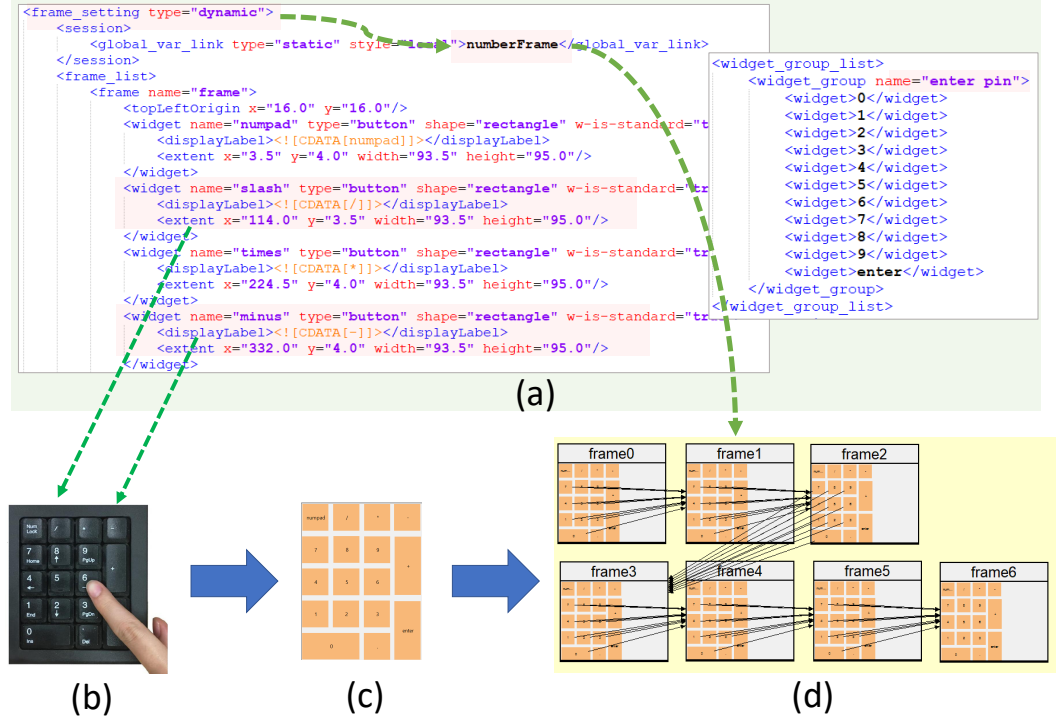 <frame_setting type="dynamic">
<session>
<global_var_link type="static" style="local">numberFrame</global_var_link>
</session>
<frame_list>
<frame name="frame">
<topLeftOrigin x="16.0" y="16.0"/>
<widget name="numpad" type="button" shape="rectangle" w-is-standard="t
<displayLabel><![CDATA[numpad]]></displayLabel>
<extent x="3.5" y="4.0" width="93.5" height="95.0"/>
</widget>
<widget name="slash" type="button" shape="rectangle" w-is-standard="tr
<displayLabel><![CDATA[/]]></displayLabel>
<extent x="114.0" y="3.5" width="93.5" height="95.0"/>
</widget>
<widget name="times" type="button" shape="rectangle" w-is-standard="tr
<displayLabel><![CDATA[*]]></displayLabel>
<extent x="224.5" y="4.0" width="93.5" height="95.0"/>
</widget>
<widget name="minus" type="button" shape="rectangle" w-is-standard="tr
<displayLabel><![CDATA[-]]></displayLabel>
<extent x="332.0" y="4.0" width="93.5" height="95.0"/>
</widget>
<widget_group_list>
<widget_group name="enter pin">
<widget>0</widget>
<widget>1</widget>
<widget>2</widget>
<widget>3</widget>
<widget>4</widget>
<widget>5</widget>
<widget>6</widget>
<widget>7</widget>
<widget>8</widget>
<widget>9</widget>
<widget>enter</widget>
</widget_group>
</widget_group_list>
(a)
Num Lock / * -
7 Home 8 9 PgUp +
4 5 6
1 End 2 3 PgDn
0 Ins . Del
(b)
numpad / * -
7 8 9
4 5 6 +
1 2 3
0 . enter
(c)
frame0 frame1 frame2
frame3 frame4 frame5 frame6
(d)